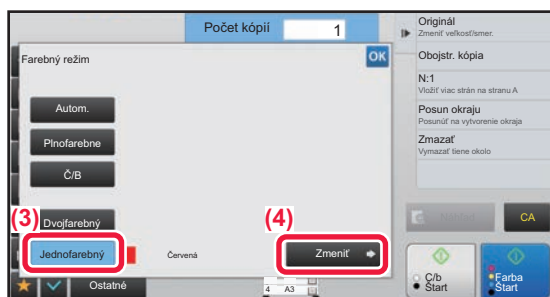 Počet kópií 1
Farebný režim
OK
Autom.
Plnofarebne
Č/B
(3)
Dvojfarebný
Jednofarebný
Červená
(4)
Zmeniť
Ostatné
4 A3
Originál
Zmeniť veľkosť/smer.
Obojstr. kópia
N:1
Vložiť viac strán na stranu A
Posun okraju
Posunúť na vytvorenie okraja
Zmazať
Vymazať tiene okolo
CA
Č/b
Štart
Farba
Štart